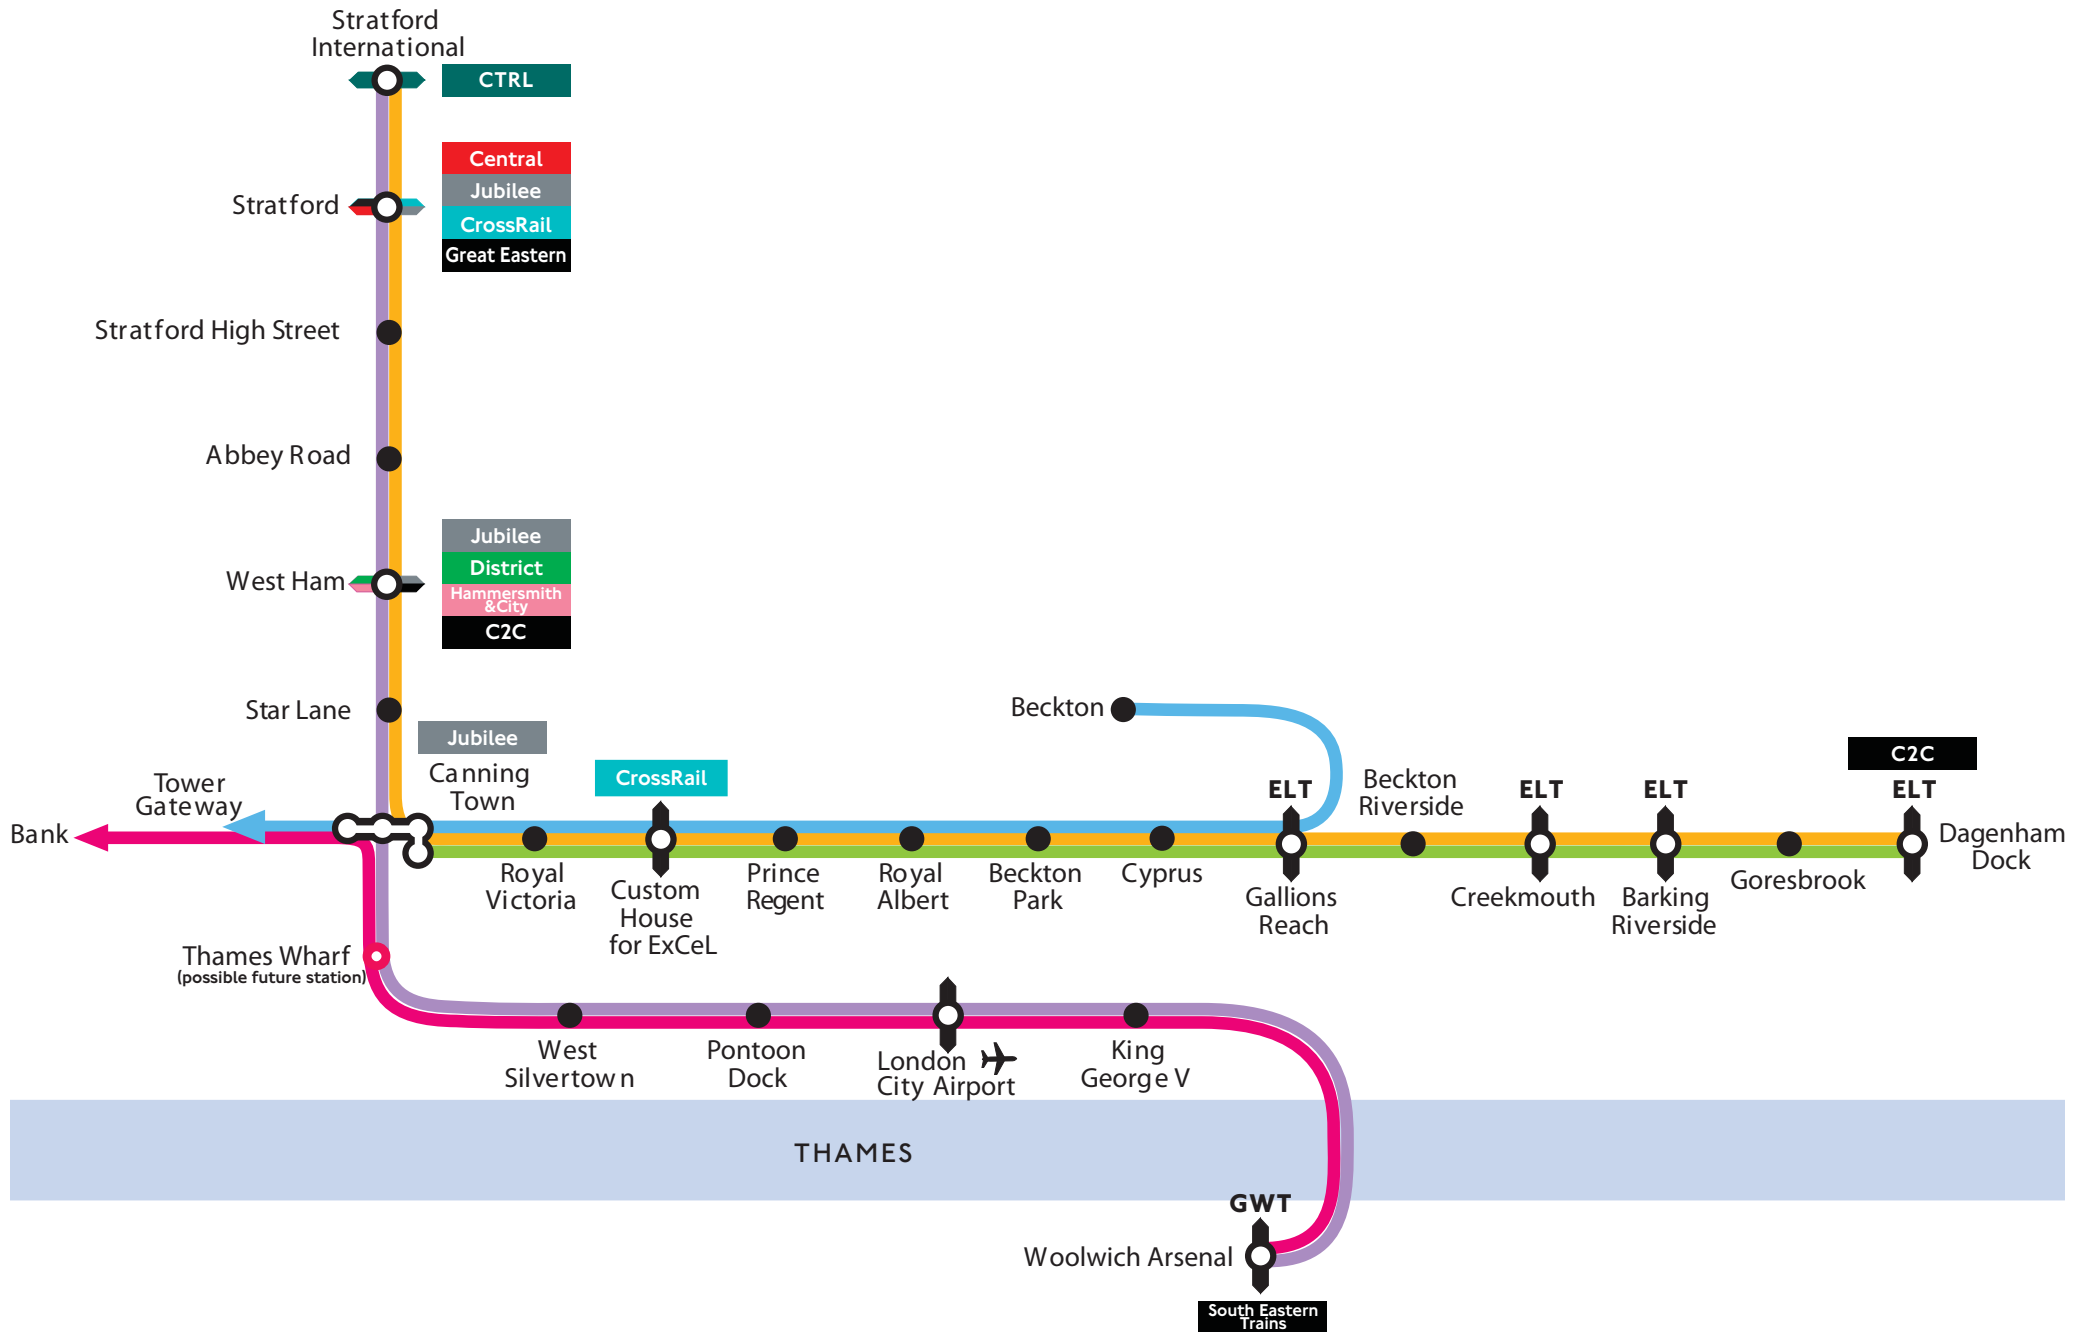 Stratford
International
CTRL
Central
Jubilee
CrossRail
Great Eastern
Stratford
Stratford High Street
Abbey Road
Jubilee
District
Hammersmith
&City
C2C
West Ham
Star Lane
Jubilee
Canning
Town
Tower
Gateway
Bank
CrossRail
Beckton
ELT
Beckton
Riverside
ELT
ELT
C2C
ELT
Dagenham
Dock
Royal
Victoria
Custom
House
for ExCeL
Prince
Regent
Royal
Albert
Beckton
Park
Cyprus
Gallions
Reach
Creekmouth
Barking
Riverside
Goresbrook
Thames Wharf
(possible future station)
West
Silvertown
Pontoon
Dock
London
City Airport
King
George V
THAMES
GWT
Woolwich Arsenal
South Eastern
Trains